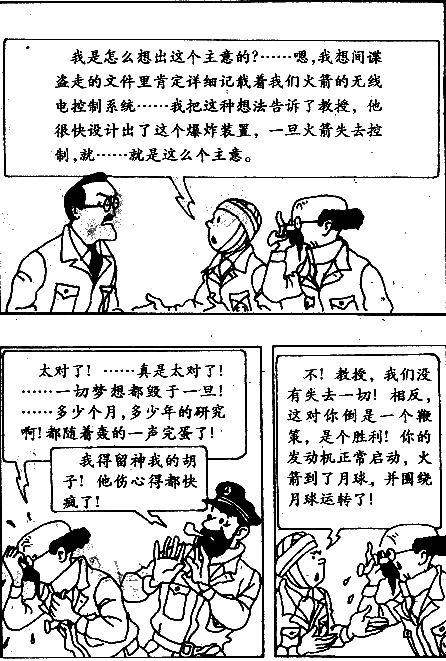 我是怎么想出这个主意的？……嗯，我想间谍
盗走的文件里肯定详细记载着我们火箭的无线
电控制系统……我把这种想法告诉了教授，他
很快设计出了这个爆炸装置，一旦火箭失去控
制，就……就是这么个主意。
太对了！……真是太对了！
……一切梦想都毁于一旦！
……多少个月，多少年的研究
啊！都随着轰的一声完蛋了！
我得留神我的胡
子！他伤心得都快
疯了！
不！教授，我们没
有失去一切！相反，
这对你倒是一个鞭
策，是个胜利！你的
发动机正常启动，火
箭到了月球，并围绕
月球运转了！